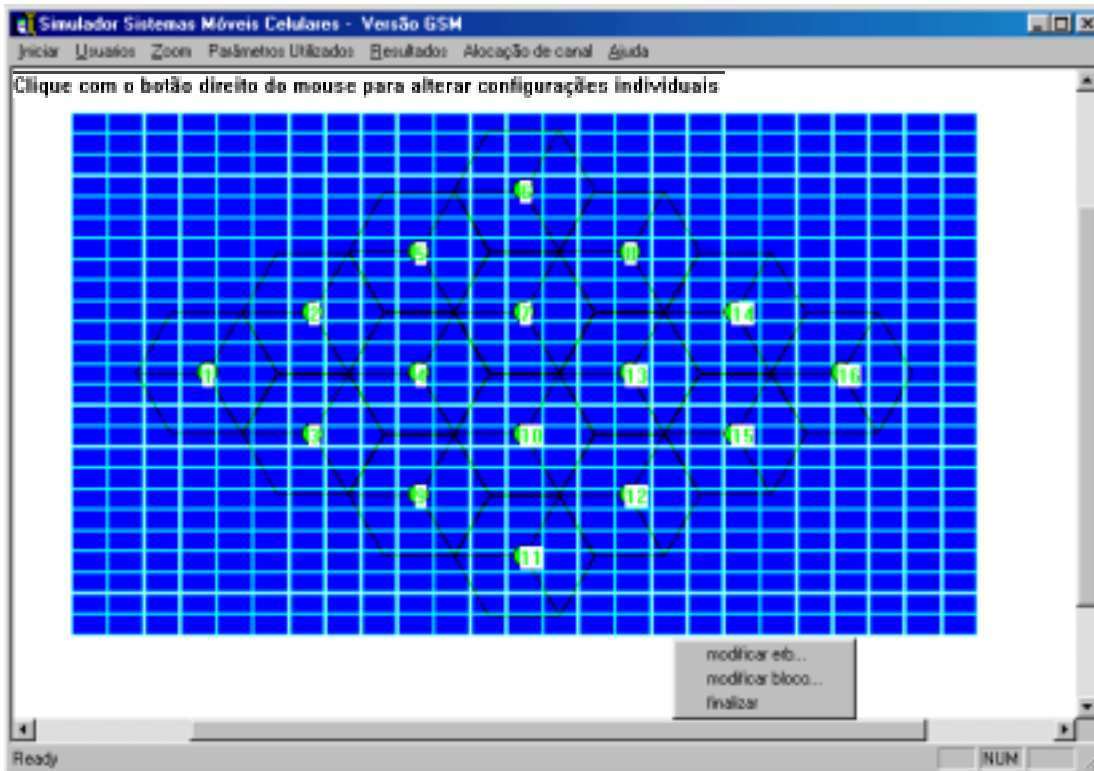 Simulador Sistemas Móveis Celulares - Versão GSM
Iniciar Usuarios Zoom Parâmetros Utilizados Resultados Alocação de canal Ajuda
Clique com o botão direito do mouse para alterar configurações individuais
6
5 8
2 7 14
1 4 13 16
3 10 15
9 12
11
modificar erb...
modificar bloco...
finalizar
Ready NUM